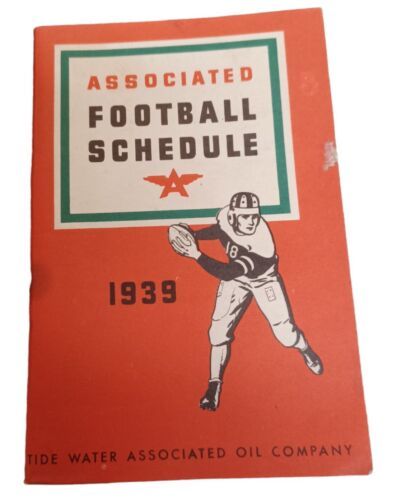 ASSOCIATED
FOOTBALL
SCHEDULE
A
18
1939
TIDE WATER ASSOCIATED OIL COMPANY